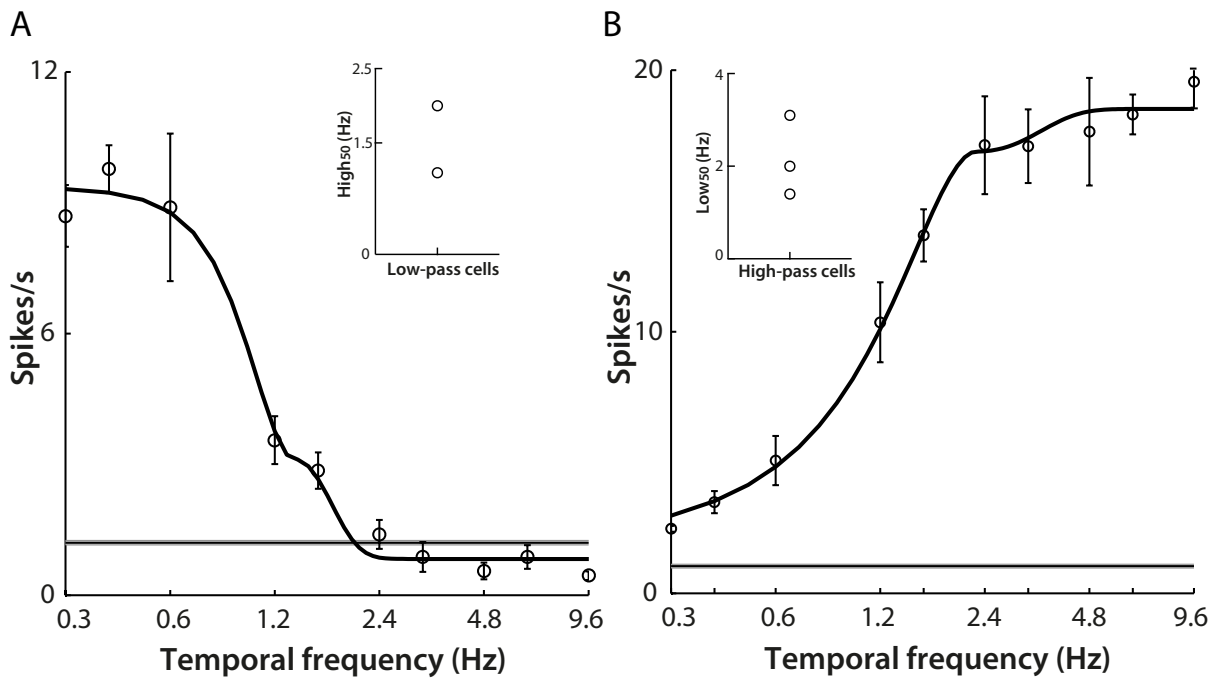 A
12
6
0
Spikes/s
0.3
0.6
1.2
2.4
4.8
9.6
Temporal frequency (Hz)
2.5
1.5
0
High50 (Hz)
Low-pass cells
B
20
10
0
Spikes/s
0.3
0.6
1.2
2.4
4.8
9.6
Temporal frequency (Hz)
4
2
0
Low50 (Hz)
High-pass cells